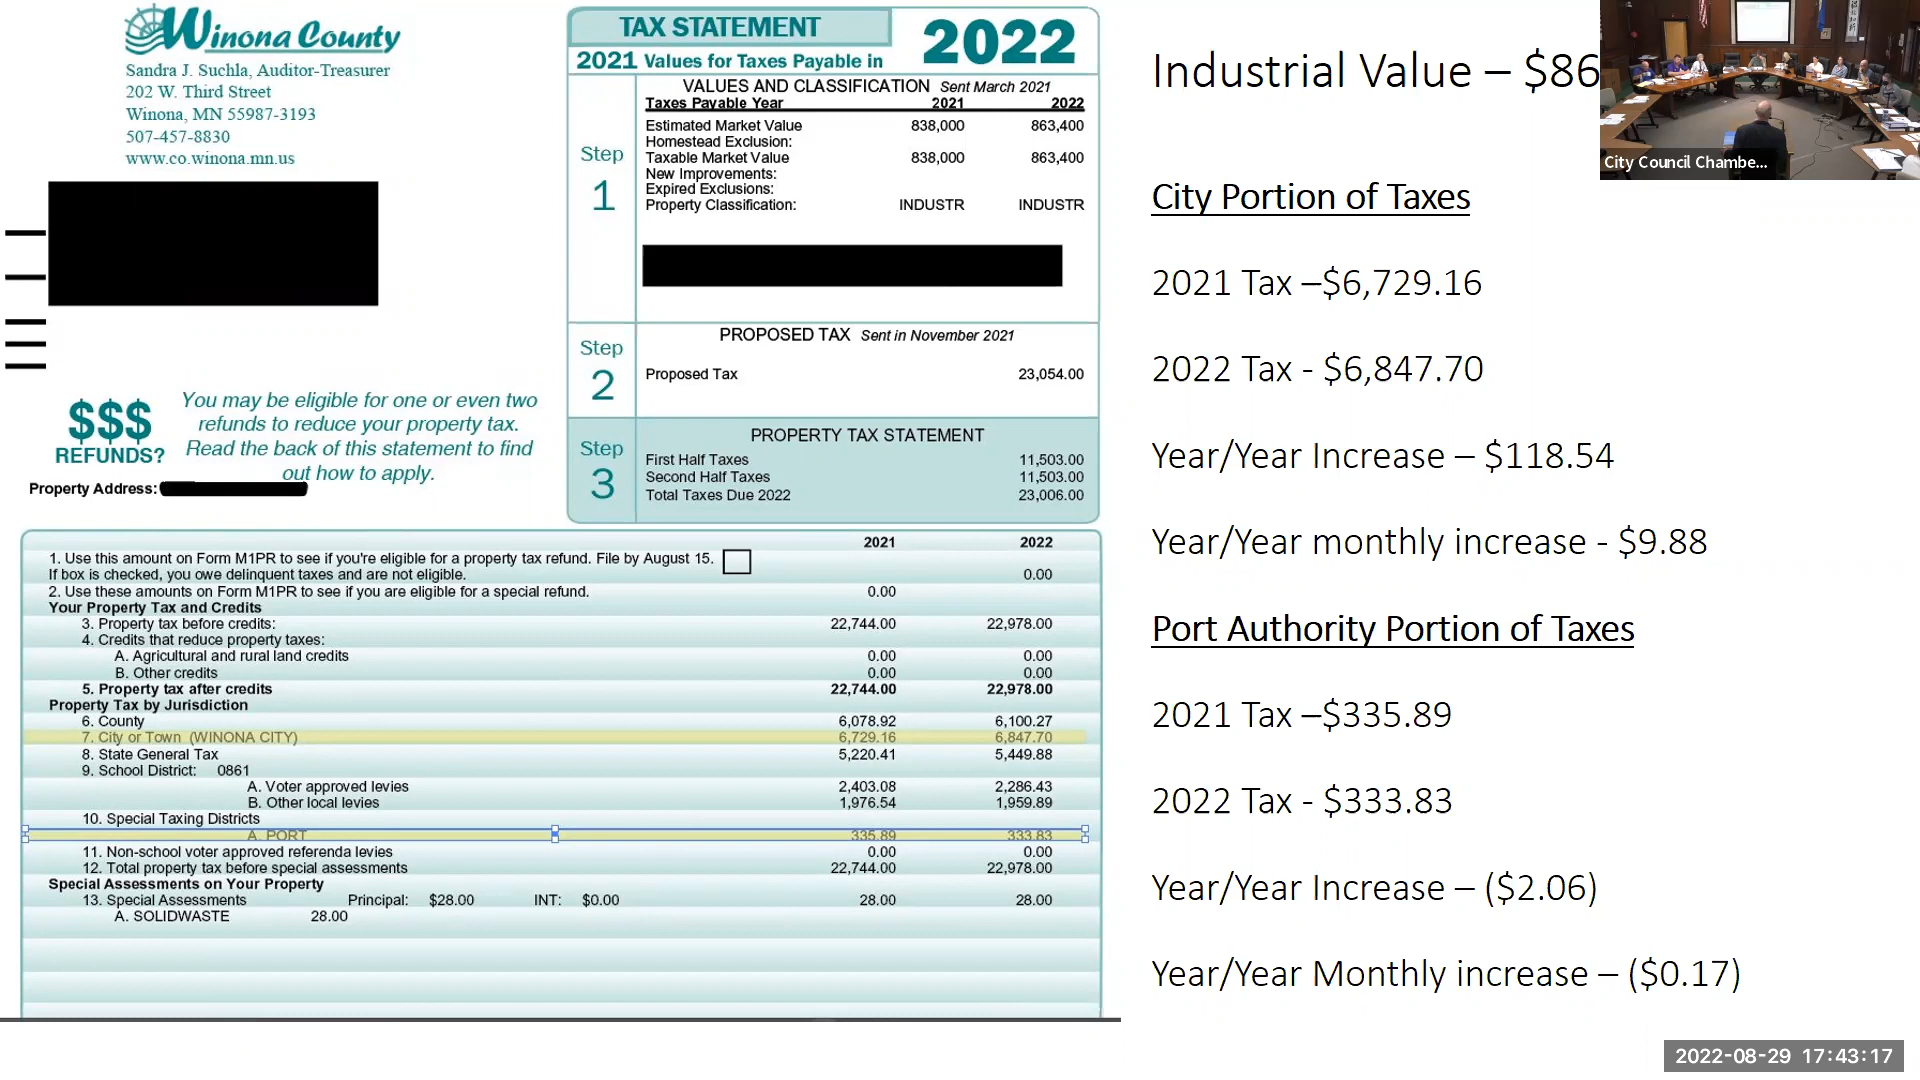 Winona County
Sandra J. Suchla, Auditor-Treasurer
202 W. Third Street
Winona, MN 55987-3193
507-457-8830
www.co.winona.mn.us
$$$
REFUNDS?
You may be eligible for one or even two
refunds to reduce your property tax.
Read the back of this statement to find
out how to apply.
Property Address:
TAX STATEMENT
2022
2021 Values for Taxes Payable in
Step
1
VALUES AND CLASSIFICATION Sent March 2021
Taxes Payable Year 2021 2022
Estimated Market Value 838,000 863,400
Homestead Exclusion:
Taxable Market Value 838,000 863,400
New Improvements:
Expired Exclusions:
Property Classification: INDUSTR INDUSTR
Step
2
PROPOSED TAX Sent in November 2021
Proposed Tax 23,054.00
Step
3
PROPERTY TAX STATEMENT
First Half Taxes 11,503.00
Second Half Taxes 11,503.00
Total Taxes Due 2022 23,006.00
2021 2022
1. Use this amount on Form M1PR to see if you're eligible for a property tax refund. File by August 15.
If box is checked, you owe delinquent taxes and are not eligible. 0.00
2. Use these amounts on Form M1PR to see if you are eligible for a special refund. 0.00
Your Property Tax and Credits
3. Property tax before credits: 22,744.00 22,978.00
4. Credits that reduce property taxes:
A. Agricultural and rural land credits 0.00 0.00
B. Other credits 0.00 0.00
5. Property tax after credits 22,744.00 22,978.00
Property Tax by Jurisdiction
6. County 6,078.92 6,100.27
7. City or Town (WINONA CITY) 6,729.16 6,847.70
8. State General Tax 5,220.41 5,449.88
9. School District: 0861
A. Voter approved levies 2,403.08 2,286.43
B. Other local levies 1,976.54 1,959.89
10. Special Taxing Districts
A. PORT 335.89 333.83
11. Non-school voter approved referenda levies 0.00 0.00
12. Total property tax before special assessments 22,744.00 22,978.00
Special Assessments on Your Property
13. Special Assessments Principal: $28.00 INT: $0.00 28.00 28.00
A. SOLIDWASTE 28.00
Industrial Value – $86
City Portion of Taxes
2021 Tax –$6,729.16
2022 Tax - $6,847.70
Year/Year Increase – $118.54
Year/Year monthly increase - $9.88
Port Authority Portion of Taxes
2021 Tax –$335.89
2022 Tax - $333.83
Year/Year Increase – ($2.06)
Year/Year Monthly increase – ($0.17)
City Council Chambe...
2022-08-29 17:43:17